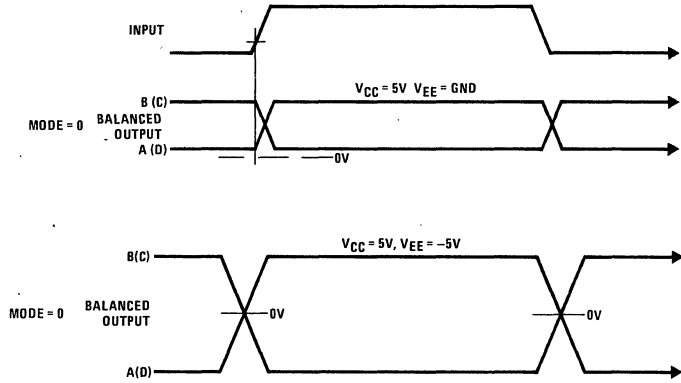 INPUT
VCC = 5V VEE = GND
B (C)
MODE = 0 BALANCED OUTPUT
A (D)
0V
VCC = 5V, VEE = –5V
B(C)
MODE = 0 BALANCED OUTPUT
0V
0V
A(D)